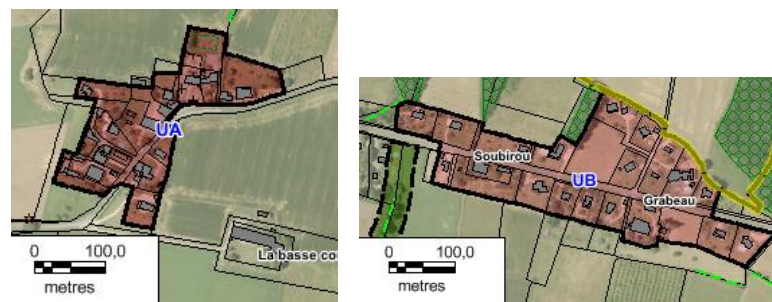 UA
La basse co
0 100,0
metres
Soubirou
UB
Grabeau
0 100,0
metres